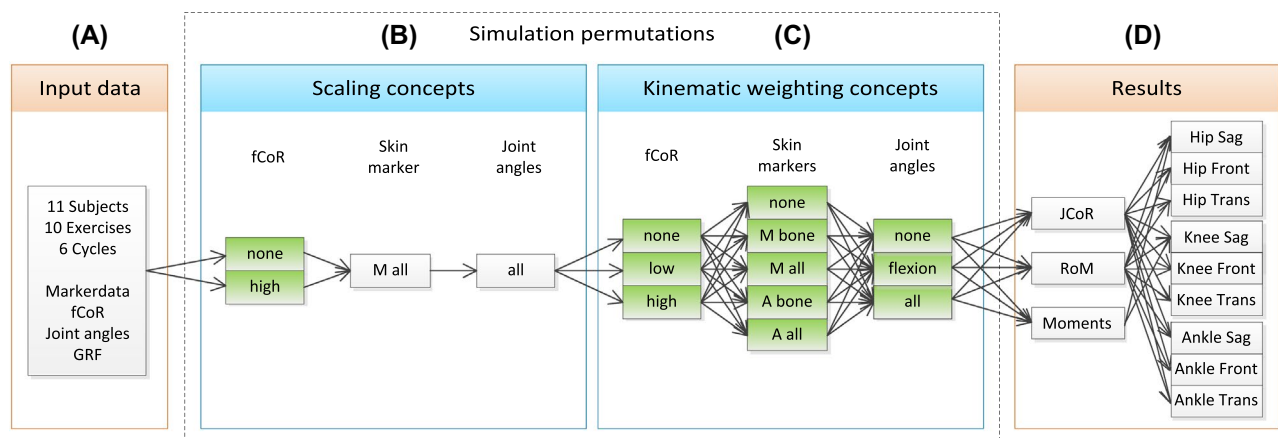 (A)
(B)
Simulation permutations
(C)
(D)
Input data
Scaling concepts
Kinematic weighting concepts
Results
11 Subjects
10 Exercises
6 Cycles
Markerdata
fCoR
Joint angles
GRF
fCoR
Skin
marker
Joint
angles
none
high
M all
all
fCoR
Skin
markers
Joint
angles
none
low
high
none
M bone
M all
A bone
A all
none
flexion
all
JCoR
RoM
Moments
Hip Sag
Hip Front
Hip Trans
Knee Sag
Knee Front
Knee Trans
Ankle Sag
Ankle Front
Ankle Trans